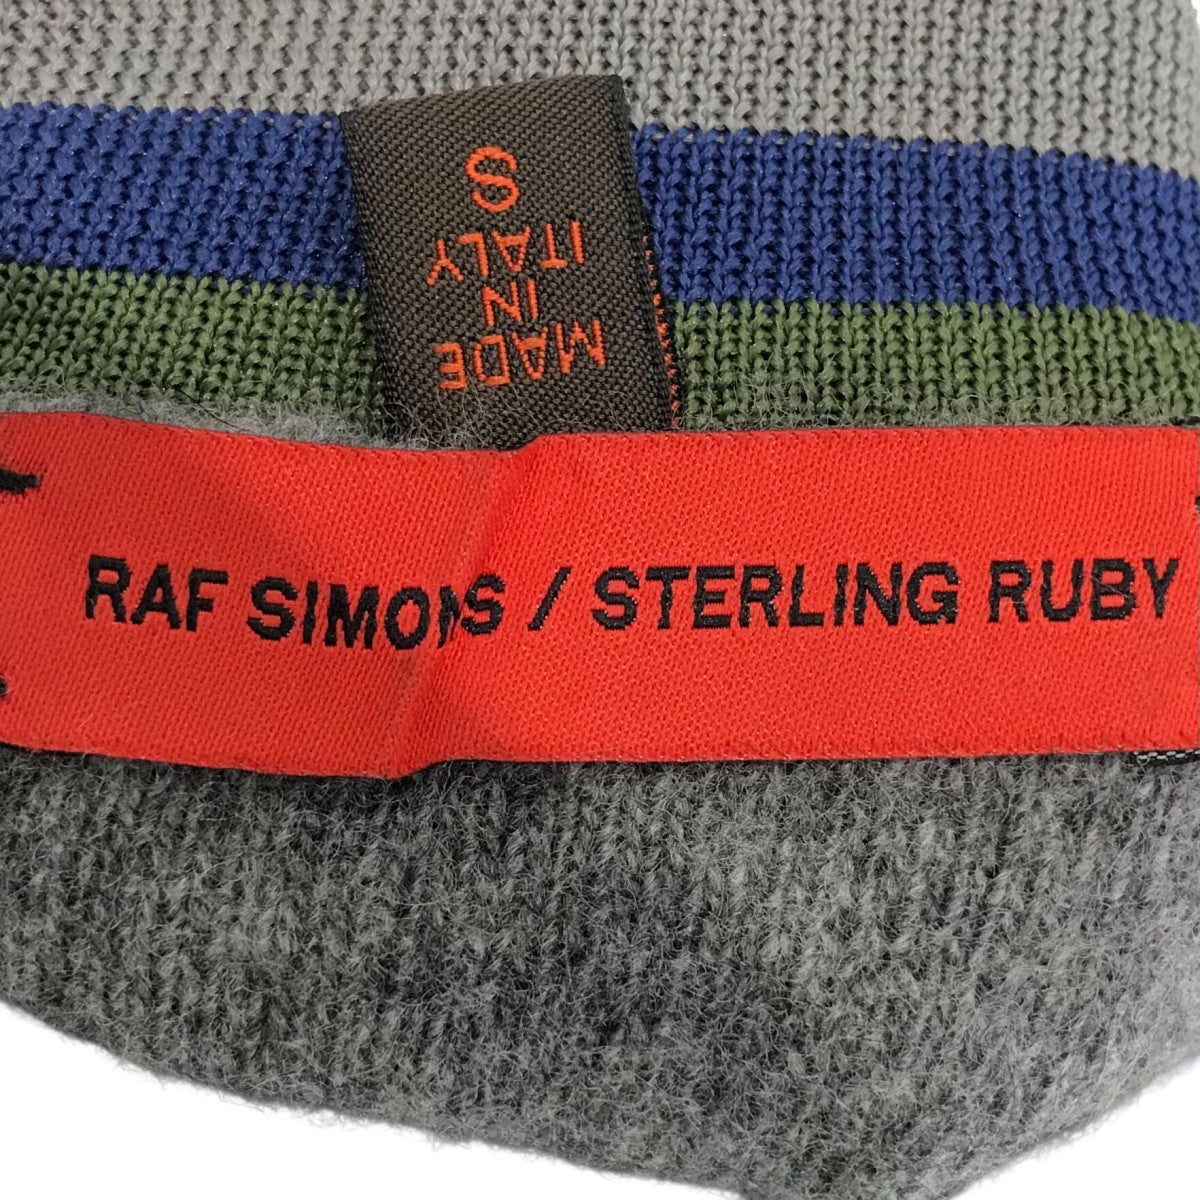 MADE
IN
ITALY
S
RAF SIMONS / STERLING RUBY